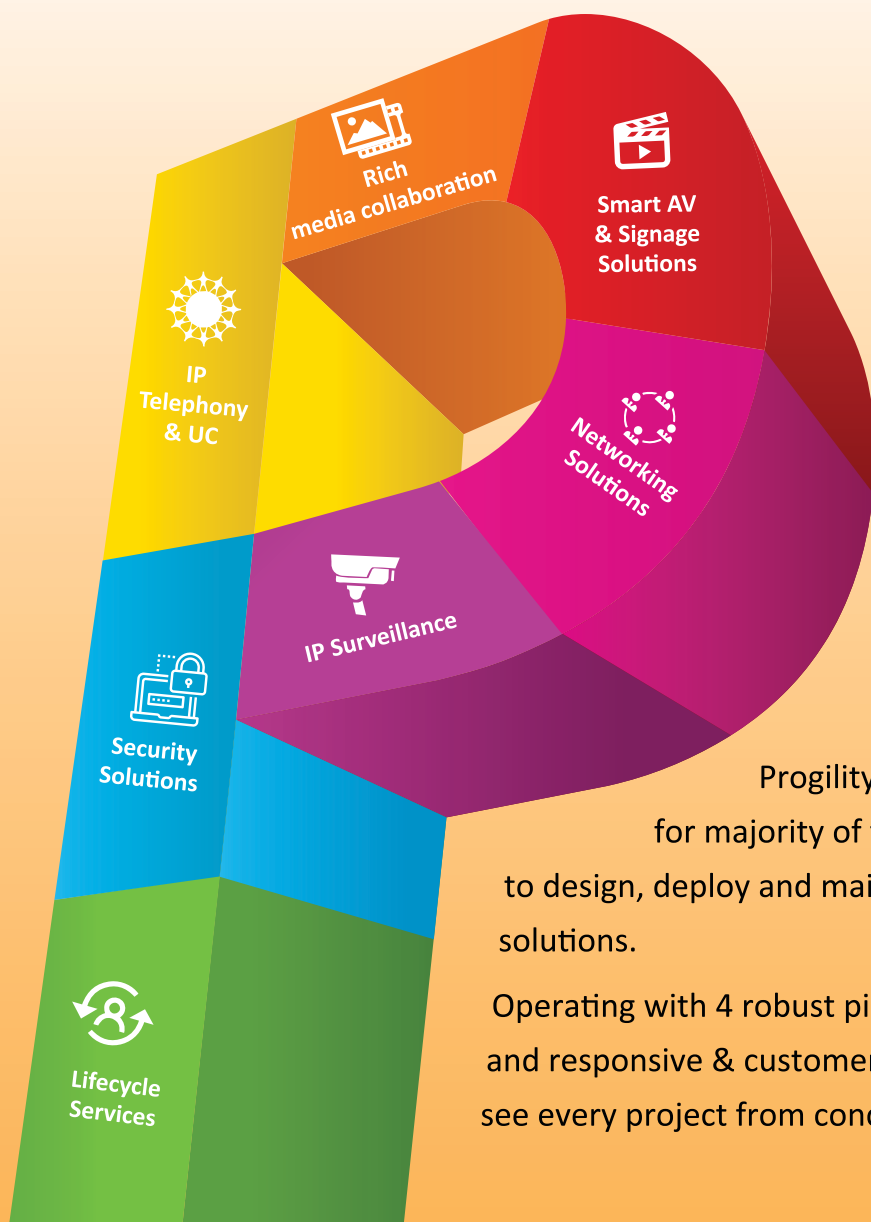 Rich
media collaboration
Smart AV
& Signage
Solutions
IP
Telephony
& UC
Networking
Solutions
IP Surveillance
Security
Solutions
Lifecycle
Services
Progility
for majority of
to design, deploy and mai
solutions.
Operating with 4 robust pi
and responsive & customer
see every project from conc